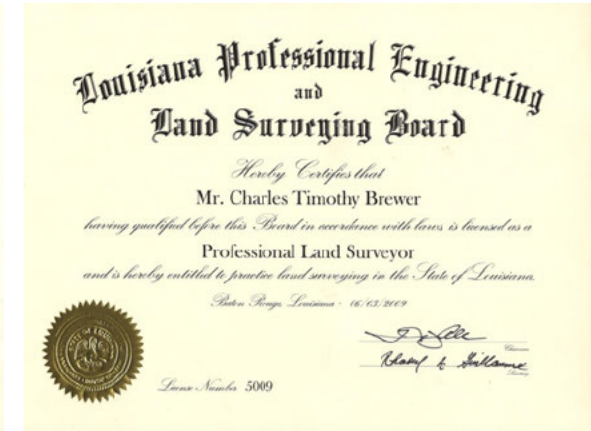 Louisiana Professional Engineering
and
Land Surveying Board
Hereby Certifies that
Mr. Charles Timothy Brewer
having qualified before this Board in accordance with laws is licensed as a
Professional Land Surveyor
and is hereby entitled to practice land surveying in the State of Louisiana.
Baton Rouge, Louisiana - 06/03/2009
Chairman
Secretary
License Number 5009